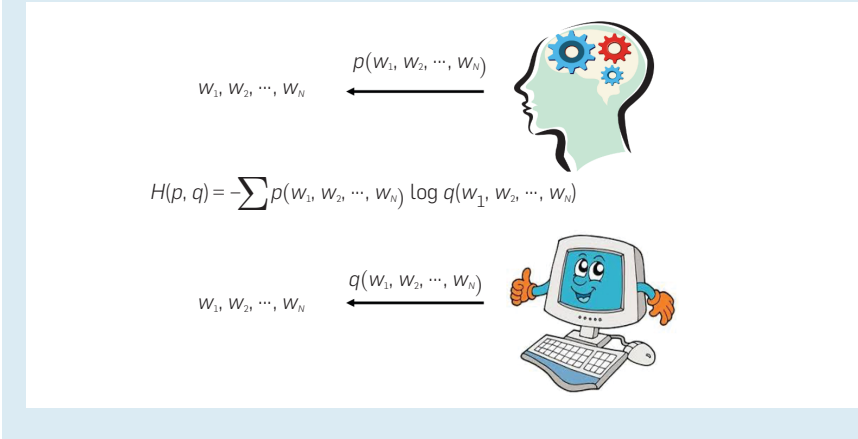 p(w₁, w₂, ⋯, w_N)
w₁, w₂, ⋯, w_N
H(p, q) = −∑p(w₁, w₂, ⋯, w_N) log q(w₁, w₂, ⋯, w_N)
q(w₁, w₂, ⋯, w_N)
w₁, w₂, ⋯, w_N